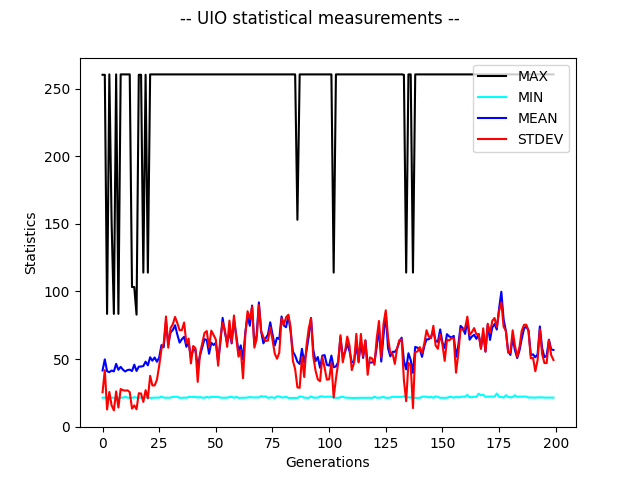 -- UIO statistical measurements --
MAX
MIN
MEAN
STDEV
Statistics
250
200
150
100
50
0
0 25 50 75 100 125 150 175 200
Generations